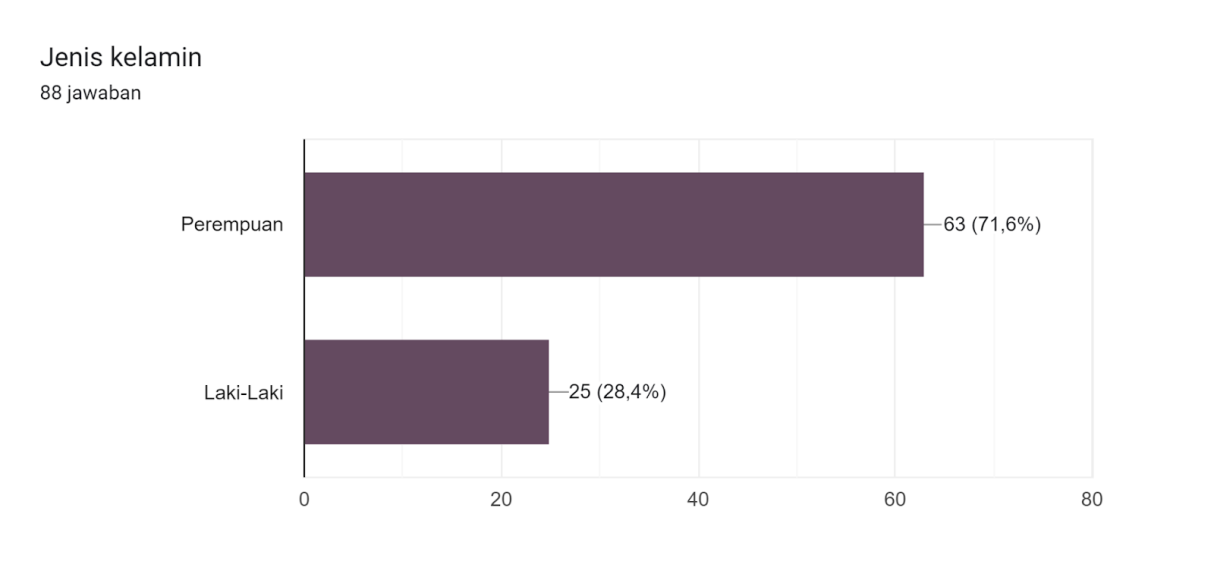 Jenis kelamin
88 jawaban
Perempuan
63 (71,6%)
Laki-Laki
25 (28,4%)
0 20 40 60 80